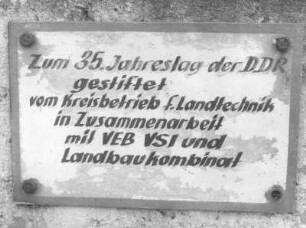 Zum 35. Jahrestag der DDR
gestiftet
vom Kreisbetrieb f. Landtechnik
in Zusammenarbeit
mit VEB VSI und
Landbaukombinat